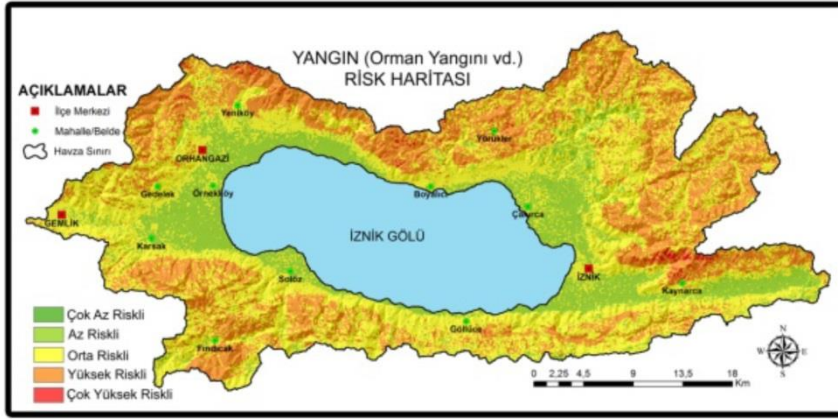 YANGIN (Orman Yangını vd.)
RİSK HARİTASI
AÇIKLAMALAR
İlçe Merkezi
Mahalle/Belde
Havza Sınırı
Yeniköy
Yörükler
ORHANGAZİ
Gedelek
Örnekköy
Boyalıca
GEMLİK
Çakırca
Karsak
İZNİK GÖLÜ
Sölöz
İZNİK
Kaynarca
Göllüce
Fındıcak
Çok Az Riskli
Az Riskli
Orta Riskli
Yüksek Riskli
Çok Yüksek Riskli
N
W E
S
0 2,25 4,5 9 13,5 18
Km